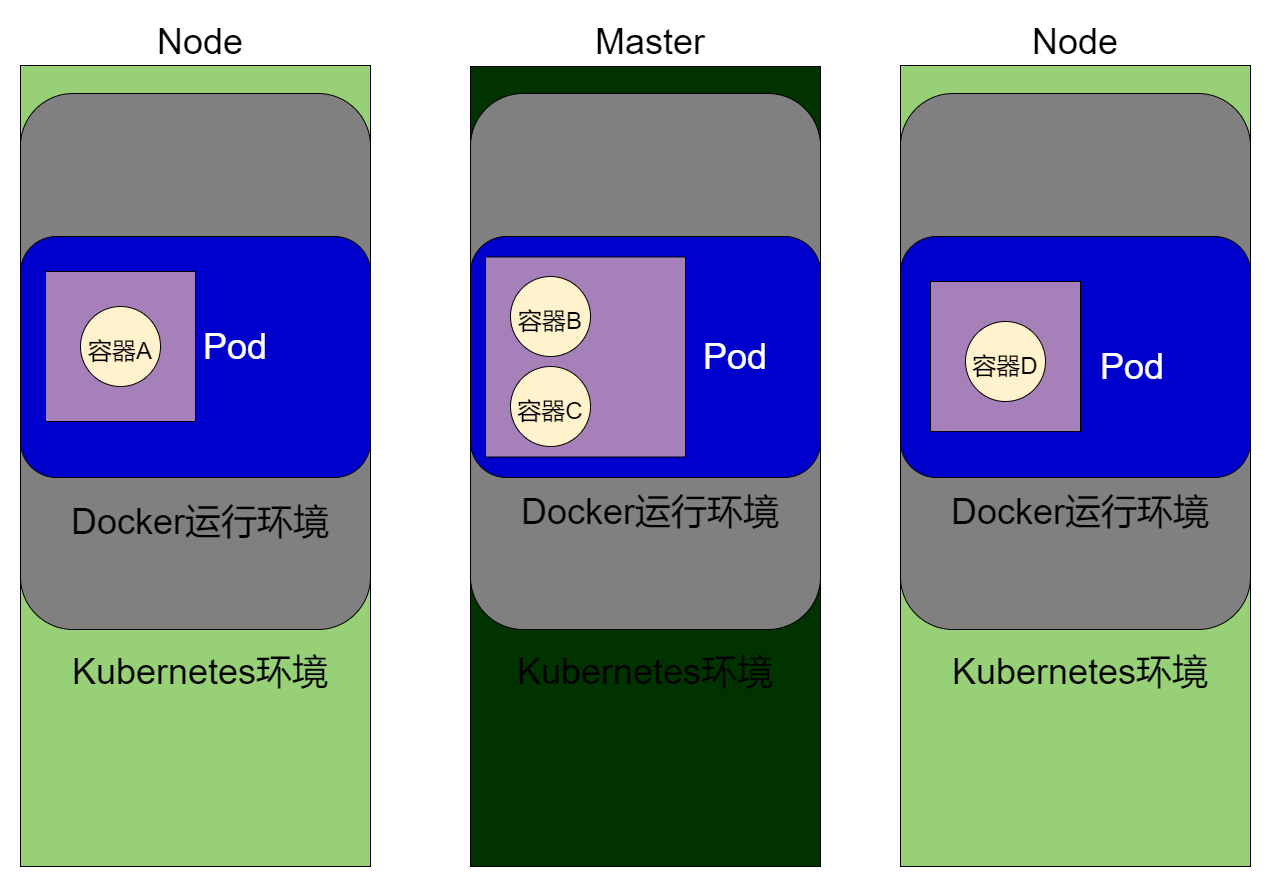 Node
Master
Node
容器A
Pod
容器B
容器C
Pod
容器D
Pod
Docker运行环境
Docker运行环境
Docker运行环境
Kubernetes环境
Kubernetes环境
Kubernetes环境